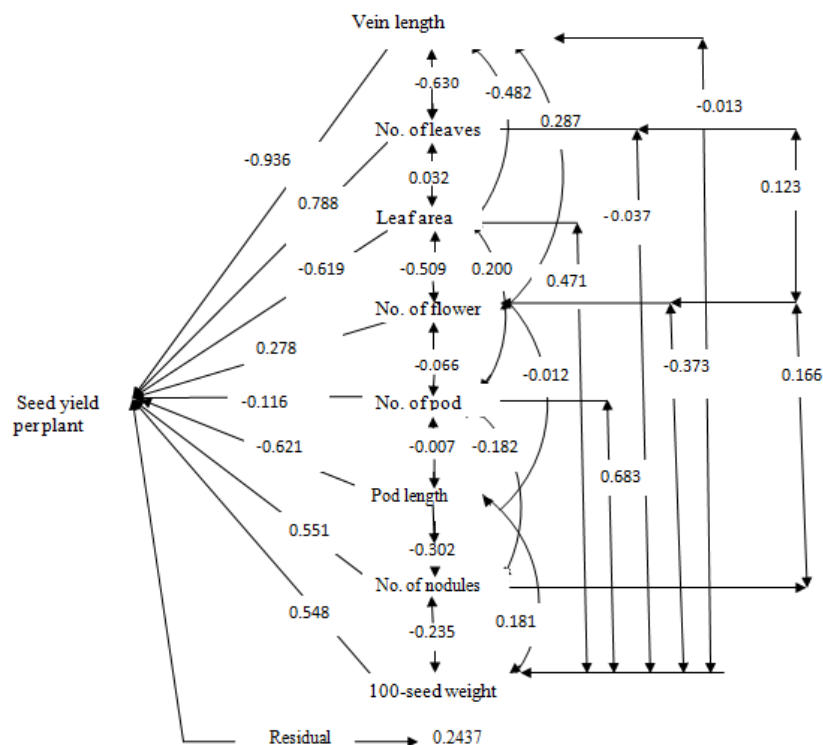 Vein length
-0.630
-0.482
-0.013
0.287
No. of leaves
-0.936
0.032
0.123
0.788
-0.037
Leaf area
-0.619
-0.509
0.200
0.471
No. of flower
0.278
-0.066
-0.012
-0.373
0.166
Seed yield
per plant
-0.116
No. of pod
-0.007
-0.182
-0.621
0.683
Pod length
0.551
-0.302
No. of nodules
0.548
-0.235
0.181
100-seed weight
Residual
0.2437